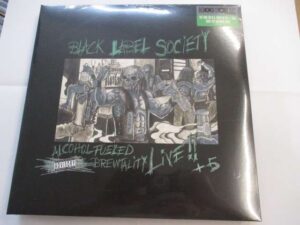 BLACK LABEL SOCIETY
ALCOHOL FUELED
BREWTALITY LIVE!!
+5